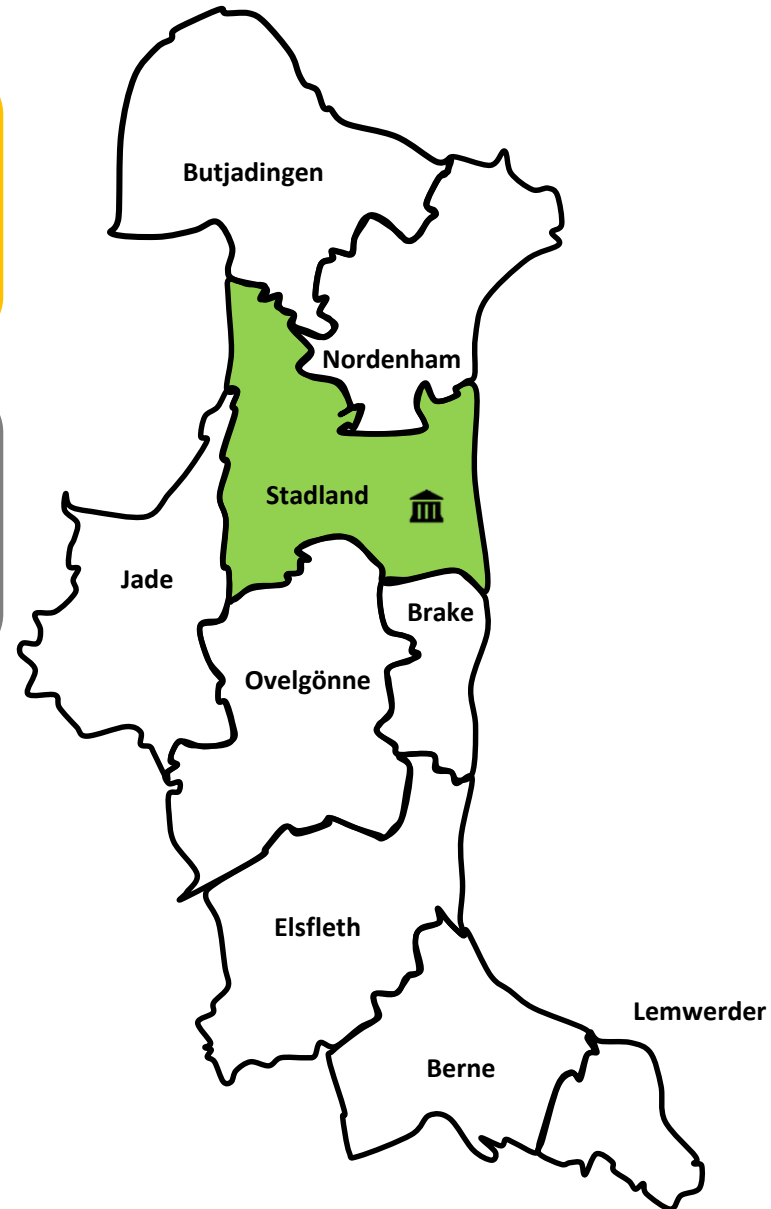 Butjadingen
Nordenham
Stadland
Jade
Brake
Ovelgönne
Elsfleth
Lemwerder
Berne